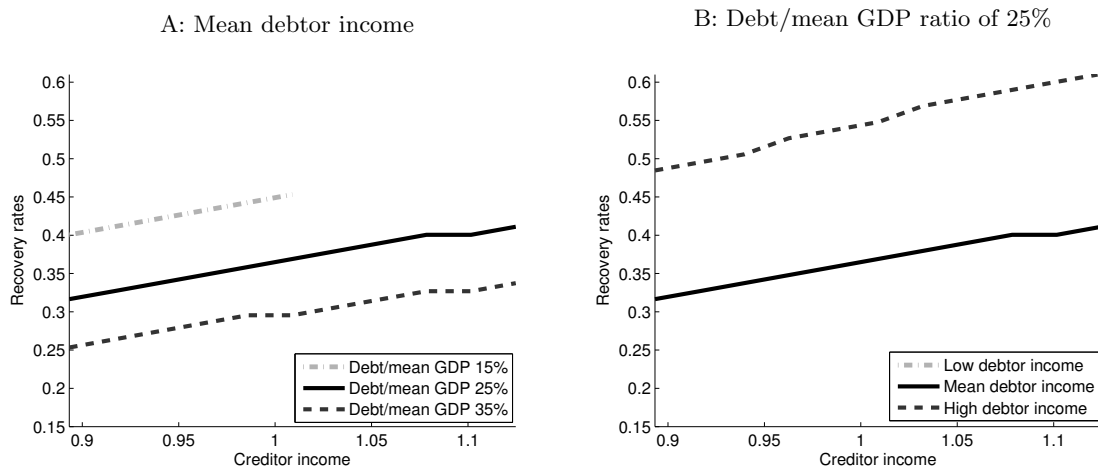 A: Mean debtor income
0.6
0.55
0.5
0.45
0.4
0.35
0.3
0.25
0.2
0.15
Recovery rates
Debt/mean GDP 15%
Debt/mean GDP 25%
Debt/mean GDP 35%
0.9 0.95 1 1.05 1.1
Creditor income
B: Debt/mean GDP ratio of 25%
0.6
0.55
0.5
0.45
0.4
0.35
0.3
0.25
0.2
0.15
Recovery rates
Low debtor income
Mean debtor income
High debtor income
0.9 0.95 1 1.05 1.1
Creditor income